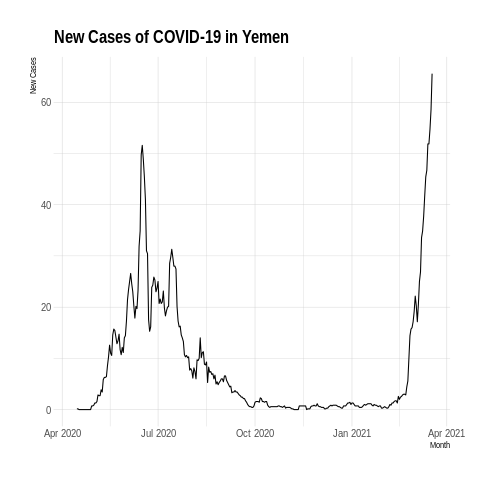 New Cases of COVID-19 in Yemen
New Cases
60
40
20
0
Apr 2020
Jul 2020
Oct 2020
Jan 2021
Apr 2021
Month